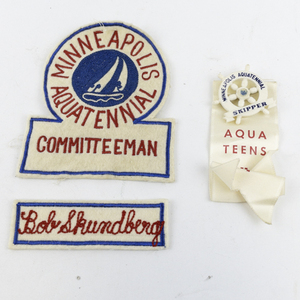 MINNEAPOLIS
AQUATENNIAL
COMMITTEEMAN
Bob Skundberg
MINNEAPOLIS AQUATENNIAL
SKIPPER
AQUA
TEENS